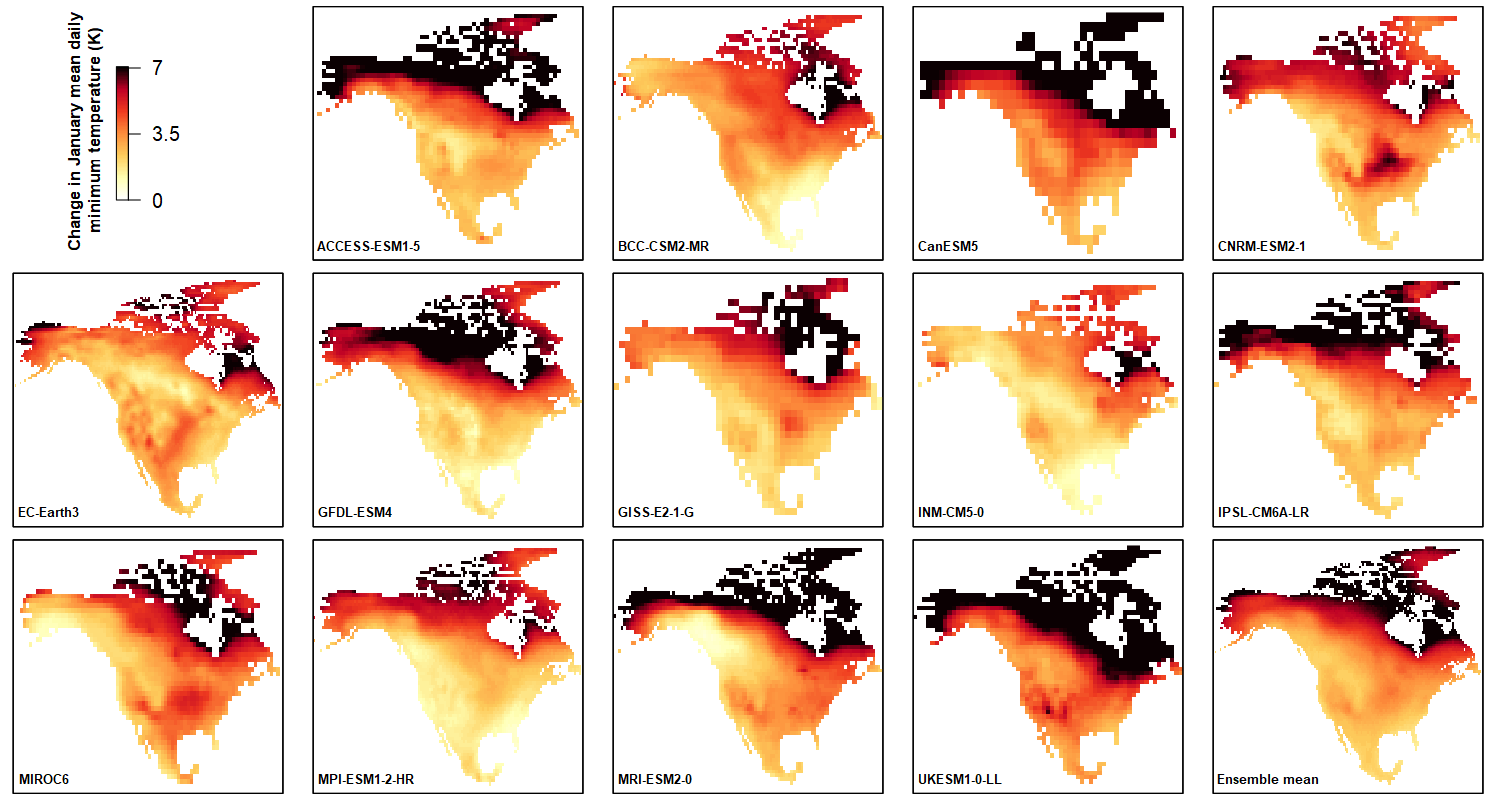 Change in January mean daily
minimum temperature (K)
7
3.5
0
ACCESS-ESM1-5
BCC-CSM2-MR
CanESM5
CNRM-ESM2-1
EC-Earth3
GFDL-ESM4
GISS-E2-1-G
INM-CM5-0
IPSL-CM6A-LR
MIROC6
MPI-ESM1-2-HR
MRI-ESM2-0
UKESM1-0-LL
Ensemble mean